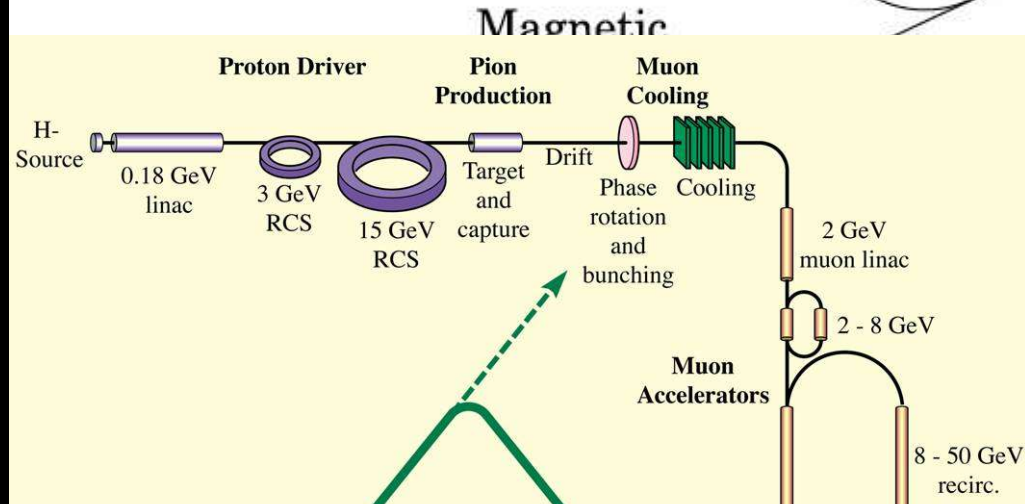 Magnetic
Proton Driver
Pion
Production
Muon
Cooling
H-
Source
0.18 GeV
linac
3 GeV
RCS
15 GeV
RCS
Target
and
capture
Drift
Phase
rotation
and
bunching
Cooling
2 GeV
muon linac
2 - 8 GeV
Muon
Accelerators
8 - 50 GeV
recirc.